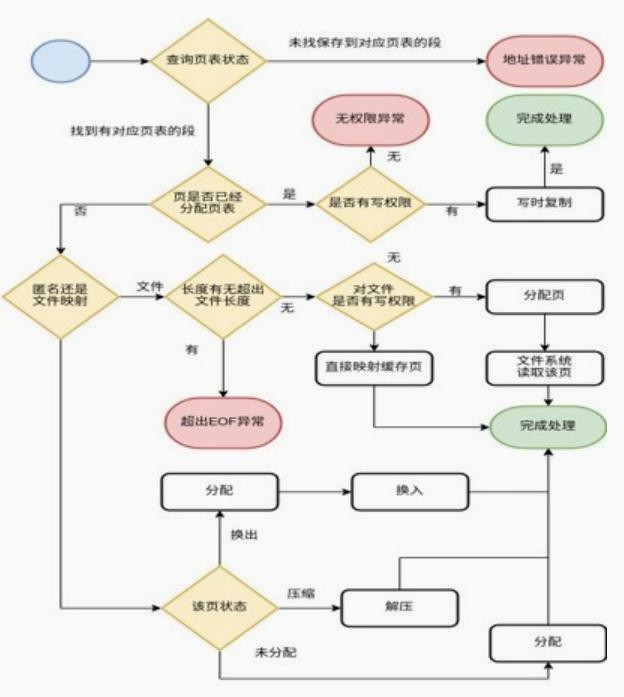 查询页表状态
未找保存到对应页表的段
地址错误异常
找到有对应页表的段
无权限异常
完成处理
无
是
页是否已经
分配页表
是
是否有写权限
有
写时复制
否
匿名还是
文件映射
文件
长度有无超出
文件长度
无
无
对文件
是否有写权限
有
分配页
有
直接映射缓存页
文件系统
读取该页
超出EOF异常
完成处理
分配
换入
换出
该页状态
压缩
解压
未分配
分配